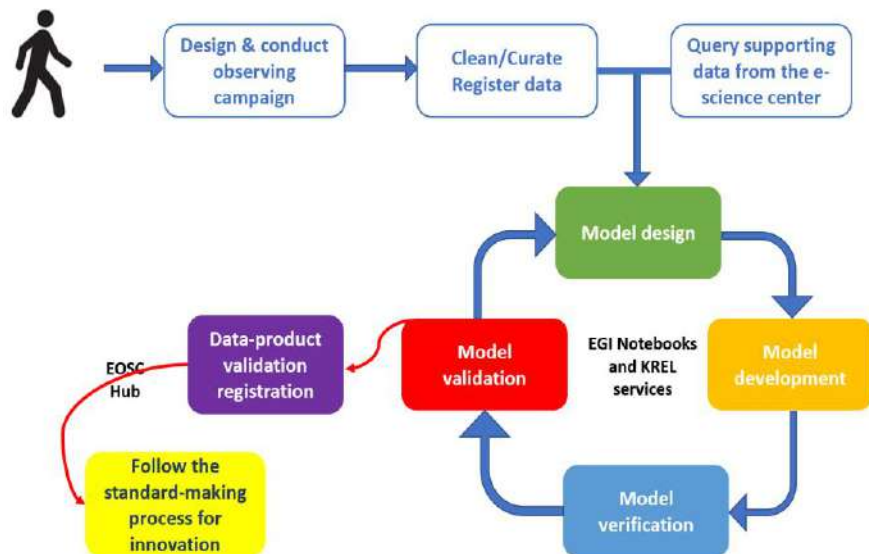 Design & conduct
observing
campaign
Clean/Curate
Register data
Query supporting
data from the e-
science center
Model design
Data-product
validation
registration
EOSC
Hub
Model
validation
EGI Notebooks
and KREL
services
Model
development
Follow the
standard-making
process for
innovation
Model
verification